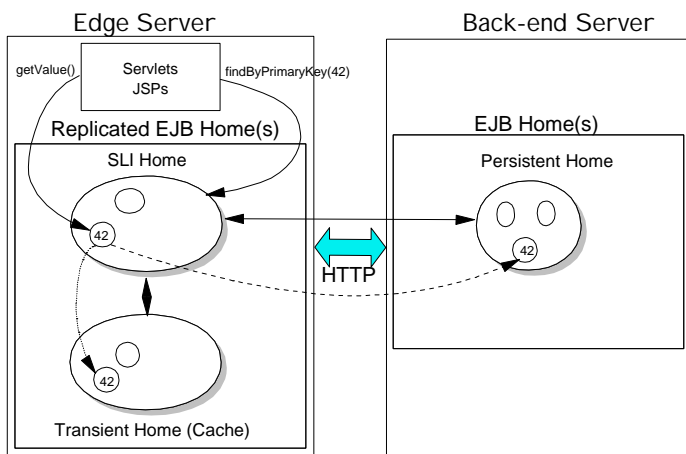 Edge Server
Back-end Server
getValue()
Servlets
JSPs
findByPrimaryKey(42)
Replicated EJB Home(s)
EJB Home(s)
SLI Home
Persistent Home
42
42
HTTP
42
Transient Home (Cache)